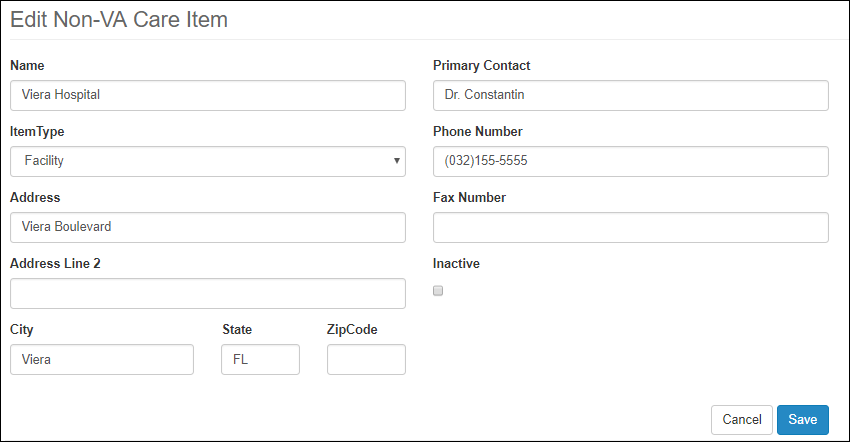 Edit Non-VA Care Item
Name
Viera Hospital
Primary Contact
Dr. Constantin
ItemType
Facility
Phone Number
(032)155-5555
Address
Viera Boulevard
Fax Number
Address Line 2
Inactive
City
State
ZipCode
Viera
FL
Cancel
Save